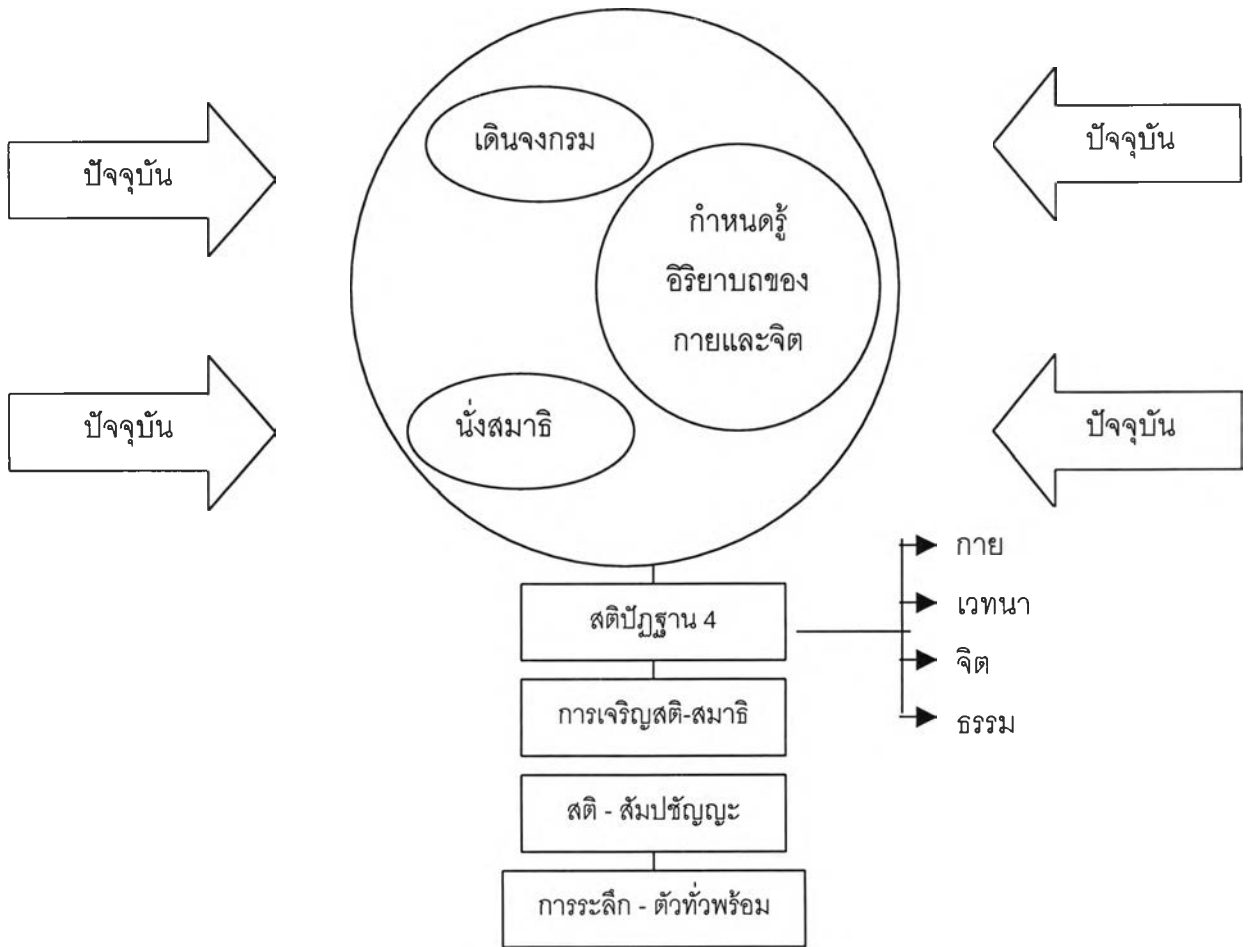 เดินจงกรม
ปัจจุบัน
ปัจจุบัน
กำหนดรู้
อิริยาบถของ
กายและจิต
ปัจจุบัน
นั่งสมาธิ
ปัจจุบัน
กาย
สติปัฏฐาน 4
เวทนา
จิต
การเจริญสติ-สมาธิ
ธรรม
สติ - สัมปชัญญะ
การระลึก - ตัวทั่วพร้อม